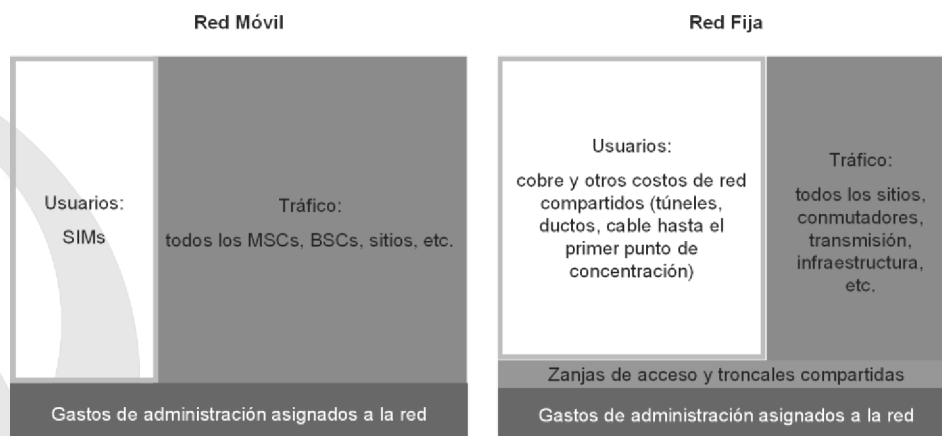 Red Móvil
Usuarios:
SIMs
Tráfico:
todos los MSCs, BSCs, sitios, etc.
Gastos de administración asignados a la red
Red Fija
Usuarios:
cobre y otros costos de red
compartidos (túneles,
ductos, cable hasta el
primer punto de
concentración)
Tráfico:
todos los sitios,
conmutadores,
transmisión,
infraestructura,
etc.
Zanjas de acceso y troncales compartidas
Gastos de administración asignados a la red